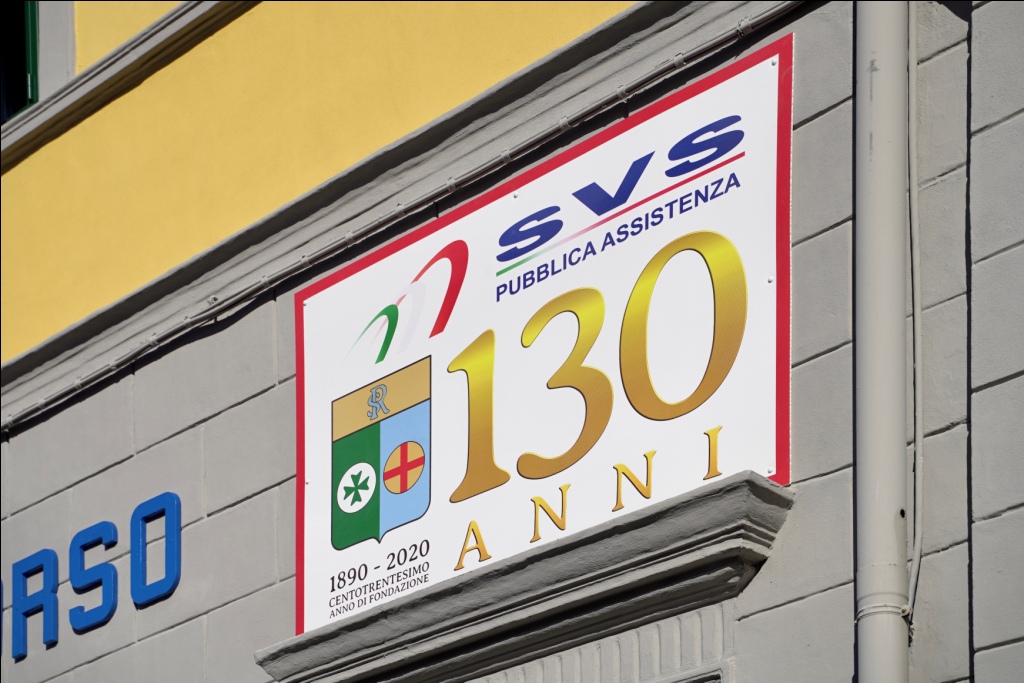 SVS
PUBBLICA ASSISTENZA
130
ANNI
1890 - 2020
CENTOTRENTESIMO
ANNO DI FONDAZIONE
ORSO